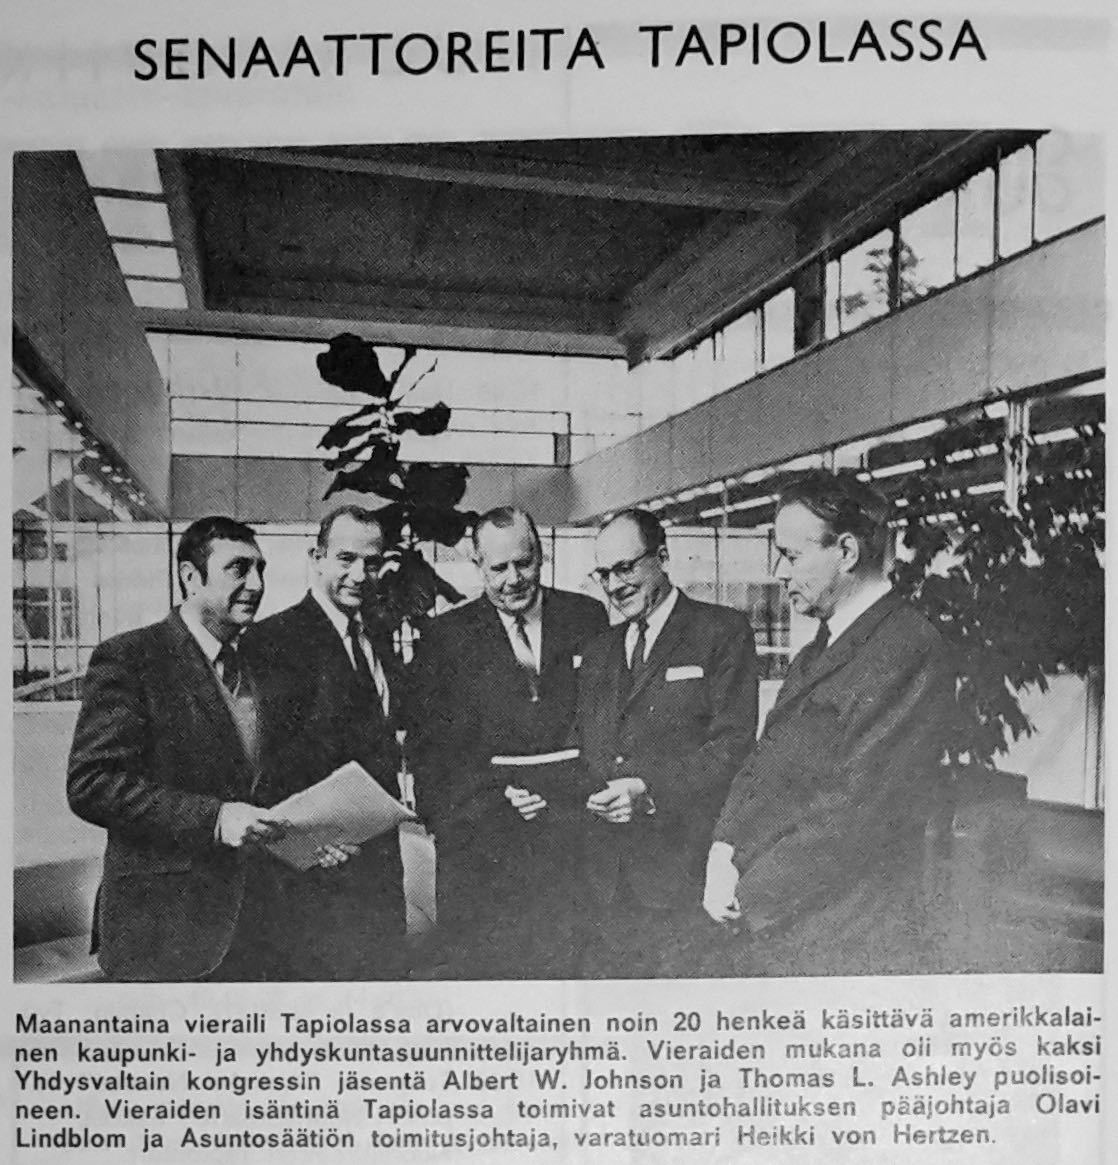 SENAATTOREITA TAPIOLASSA
Maanantaina vieraili Tapiolassa arvovaltainen noin 20 henkeä käsittävä amerikkalai-
nen kaupunki- ja yhdyskuntasuunnittelijaryhmä. Vieraiden mukana oli myös kaksi
Yhdysvaltain kongressin jäsentä Albert W. Johnson ja Thomas L. Ashley puolisoi-
neen. Vieraiden isäntinä Tapiolassa toimivat asuntohallituksen pääjohtaja Olavi
Lindblom ja Asuntosäätiön toimitusjohtaja, varatuomari Heikki von Hertzen.